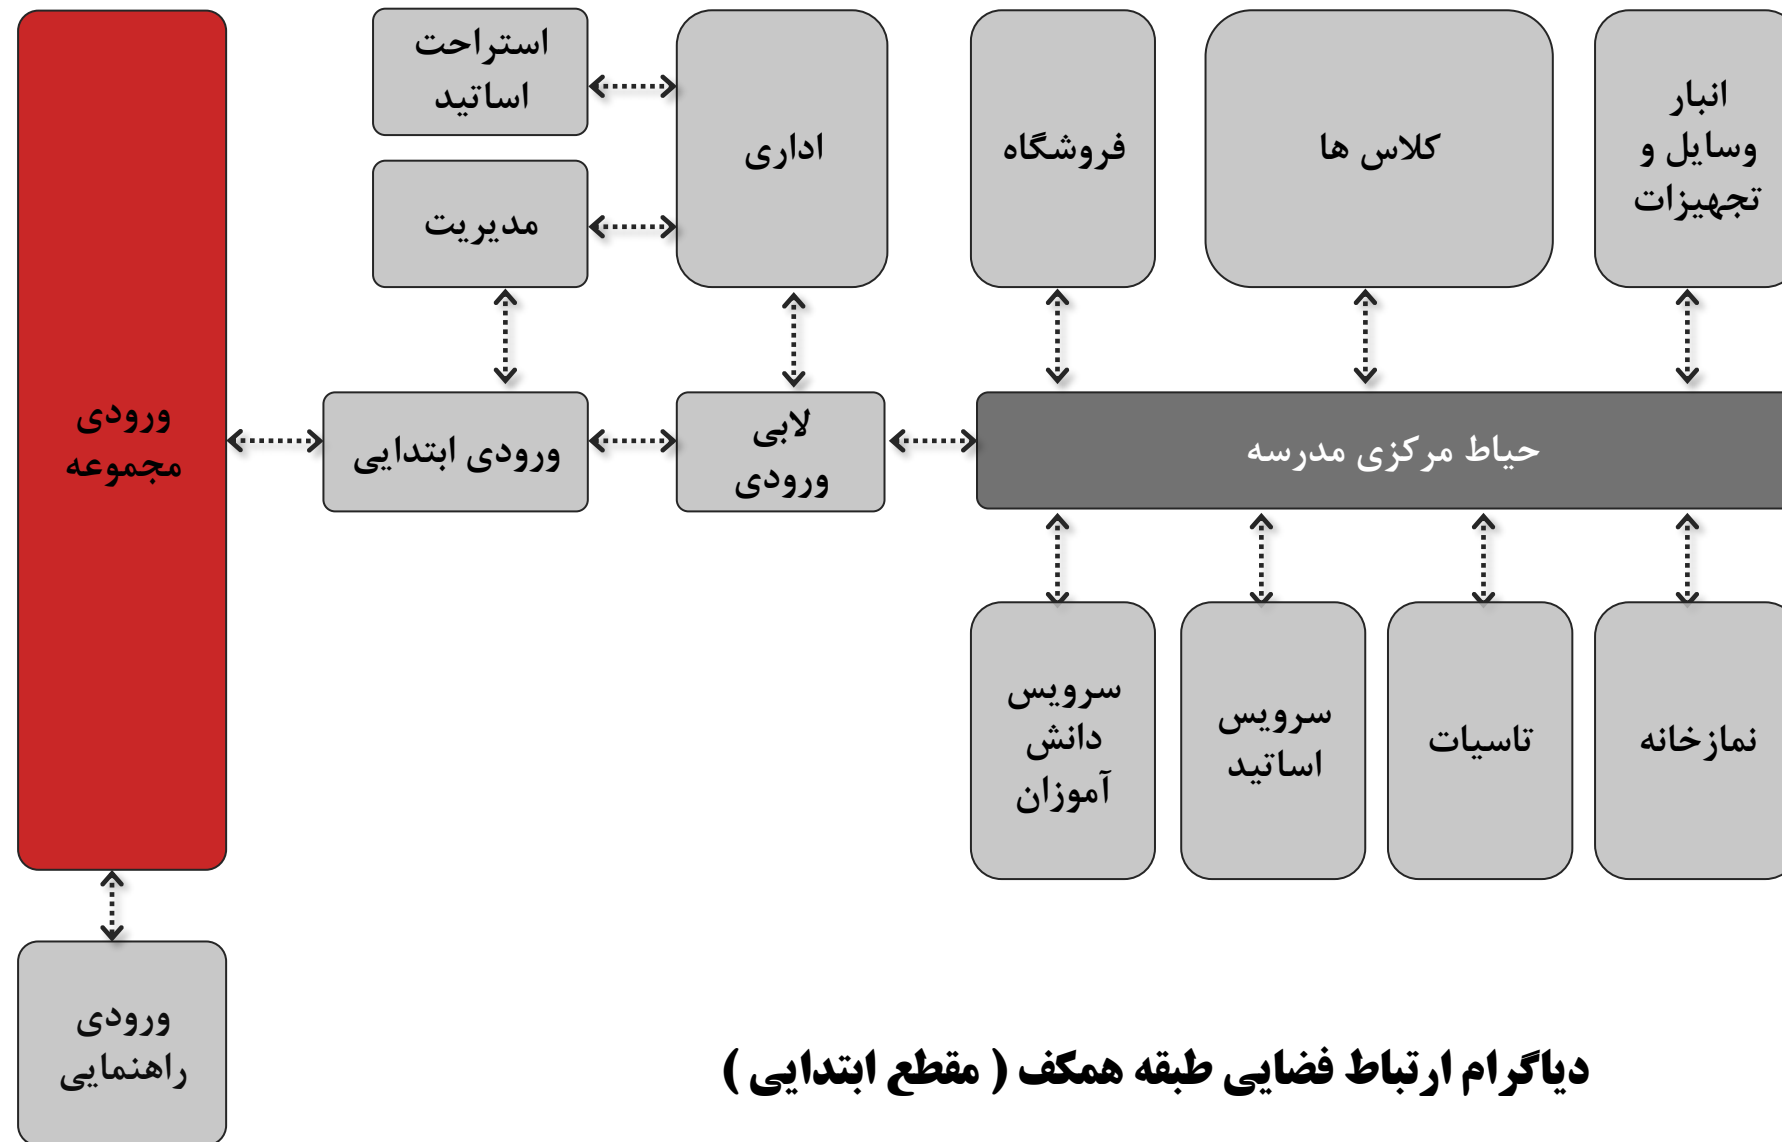 استراحت
اساتید
اداری
فروشگاه
کلاس ها
انبار
وسایل و
تجهیزات
مدیریت
ورودی
مجموعه
ورودی ابتدایی
لابی
ورودی
حیاط مرکزی مدرسه
سرویس
دانش
آموزان
سرویس
اساتید
تاسیات
نمازخانه
ورودی
راهنمایی
دیاگرام ارتباط فضایی طبقه همکف ( مقطع ابتدایی )